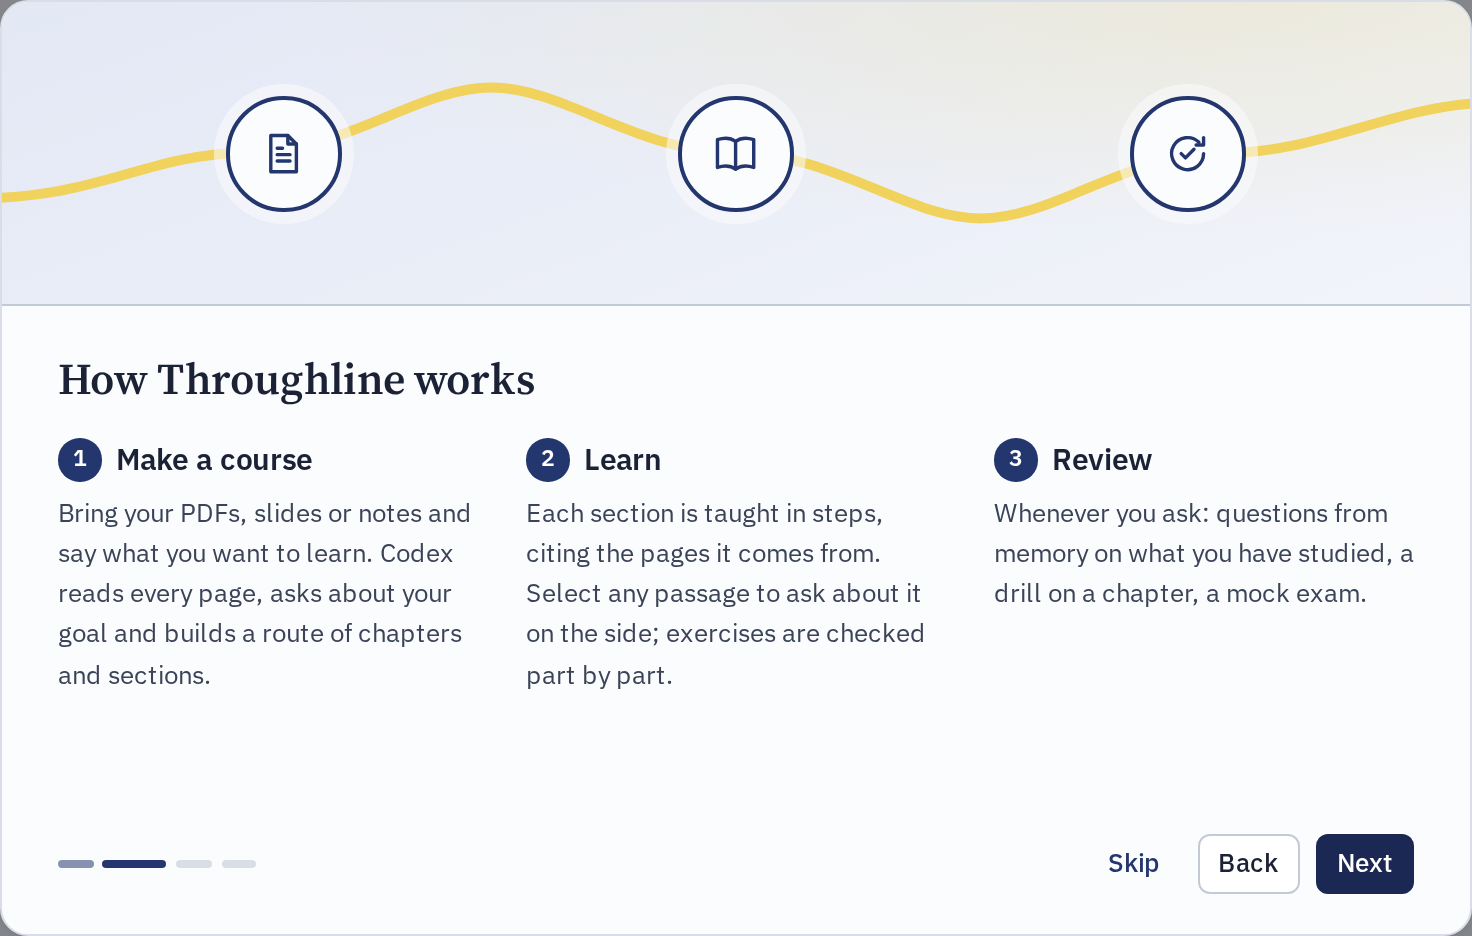 How Throughline works
1 Make a course
Bring your PDFs, slides or notes and
say what you want to learn. Codex
reads every page, asks about your
goal and builds a route of chapters
and sections.
2 Learn
Each section is taught in steps,
citing the pages it comes from.
Select any passage to ask about it
on the side; exercises are checked
part by part.
3 Review
Whenever you ask: questions from
memory on what you have studied, a
drill on a chapter, a mock exam.
Skip
Back
Next